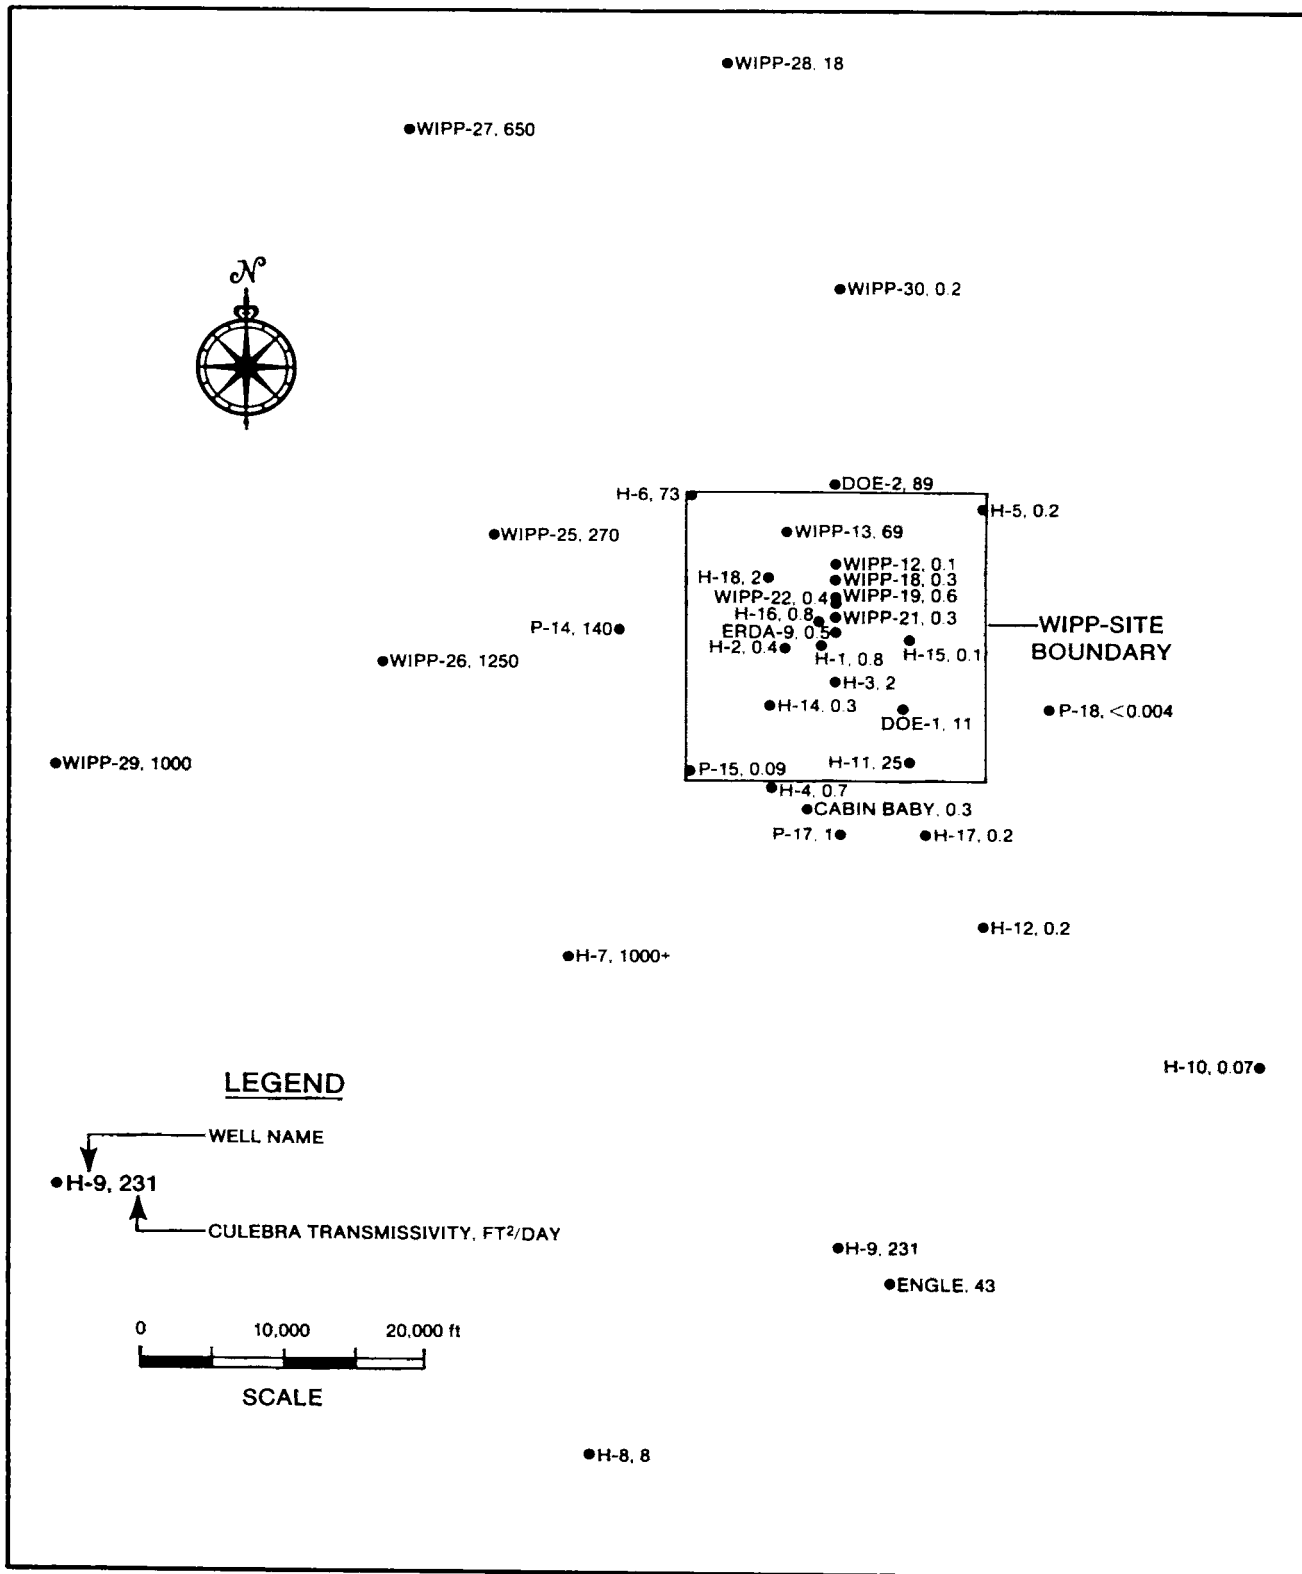 WIPP-28, 18
WIPP-27, 650
N
WIPP-30, 0.2
DOE-2, 89
H-6, 73
H-5, 0.2
WIPP-25, 270
WIPP-13, 69
WIPP-12, 0.1
H-18, 2
WIPP-18, 0.3
WIPP-22, 0.4
WIPP-19, 0.6
H-16, 0.8
WIPP-21, 0.3
P-14, 140
ERDA-9, 0.5
WIPP-SITE
BOUNDARY
H-2, 0.4
H-1, 0.8
H-15, 0.1
WIPP-26, 1250
H-3, 2
H-14, 0.3
DOE-1, 11
P-18, <0.004
WIPP-29, 1000
P-15, 0.09
H-11, 25
H-4, 0.7
CABIN BABY, 0.3
P-17, 1
H-17, 0.2
H-12, 0.2
H-7, 1000+
H-10, 0.07
LEGEND
WELL NAME
H-9, 231
CULEBRA TRANSMISSIVITY, FT²/DAY
H-9, 231
ENGLE, 43
0 10,000 20,000 ft
SCALE
H-8, 8